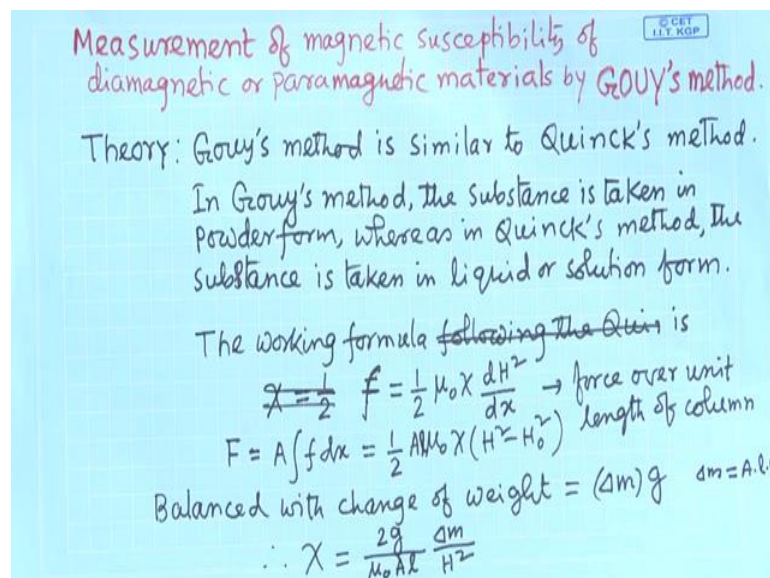 © CET
I.I.T. KGP
Measurement of magnetic susceptibility of
diamagnetic or paramagnetic materials by GOUY's method.
Theory: Gouy's method is similar to Quinck's method.
In Gouy's method, the substance is taken in
Powder form, whereas in Quinck's method, the
substance is taken in liquid or solution form.
The working formula ~~following the Quin~~ is
~~χ = 1/2~~ f = 1/2 μ₀ χ dH²/dx → force over unit
length of column
F = A∫f dx = 1/2 Aμ₀ χ (H² - H₀²)
Balanced with change of weight = (Δm)g Δm = A.l.
∴ χ = 2g/(μ₀ A l) Δm/H²